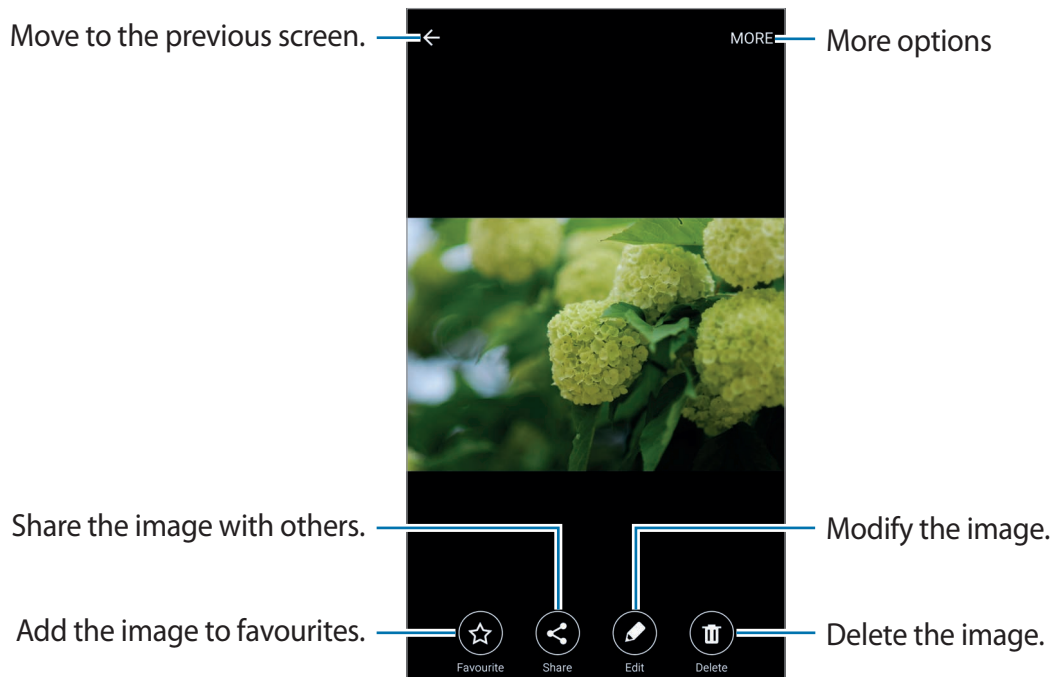 Move to the previous screen.
MORE
More options
Share the image with others.
Modify the image.
Add the image to favourites.
Delete the image.
Favourite
Share
Edit
Delete